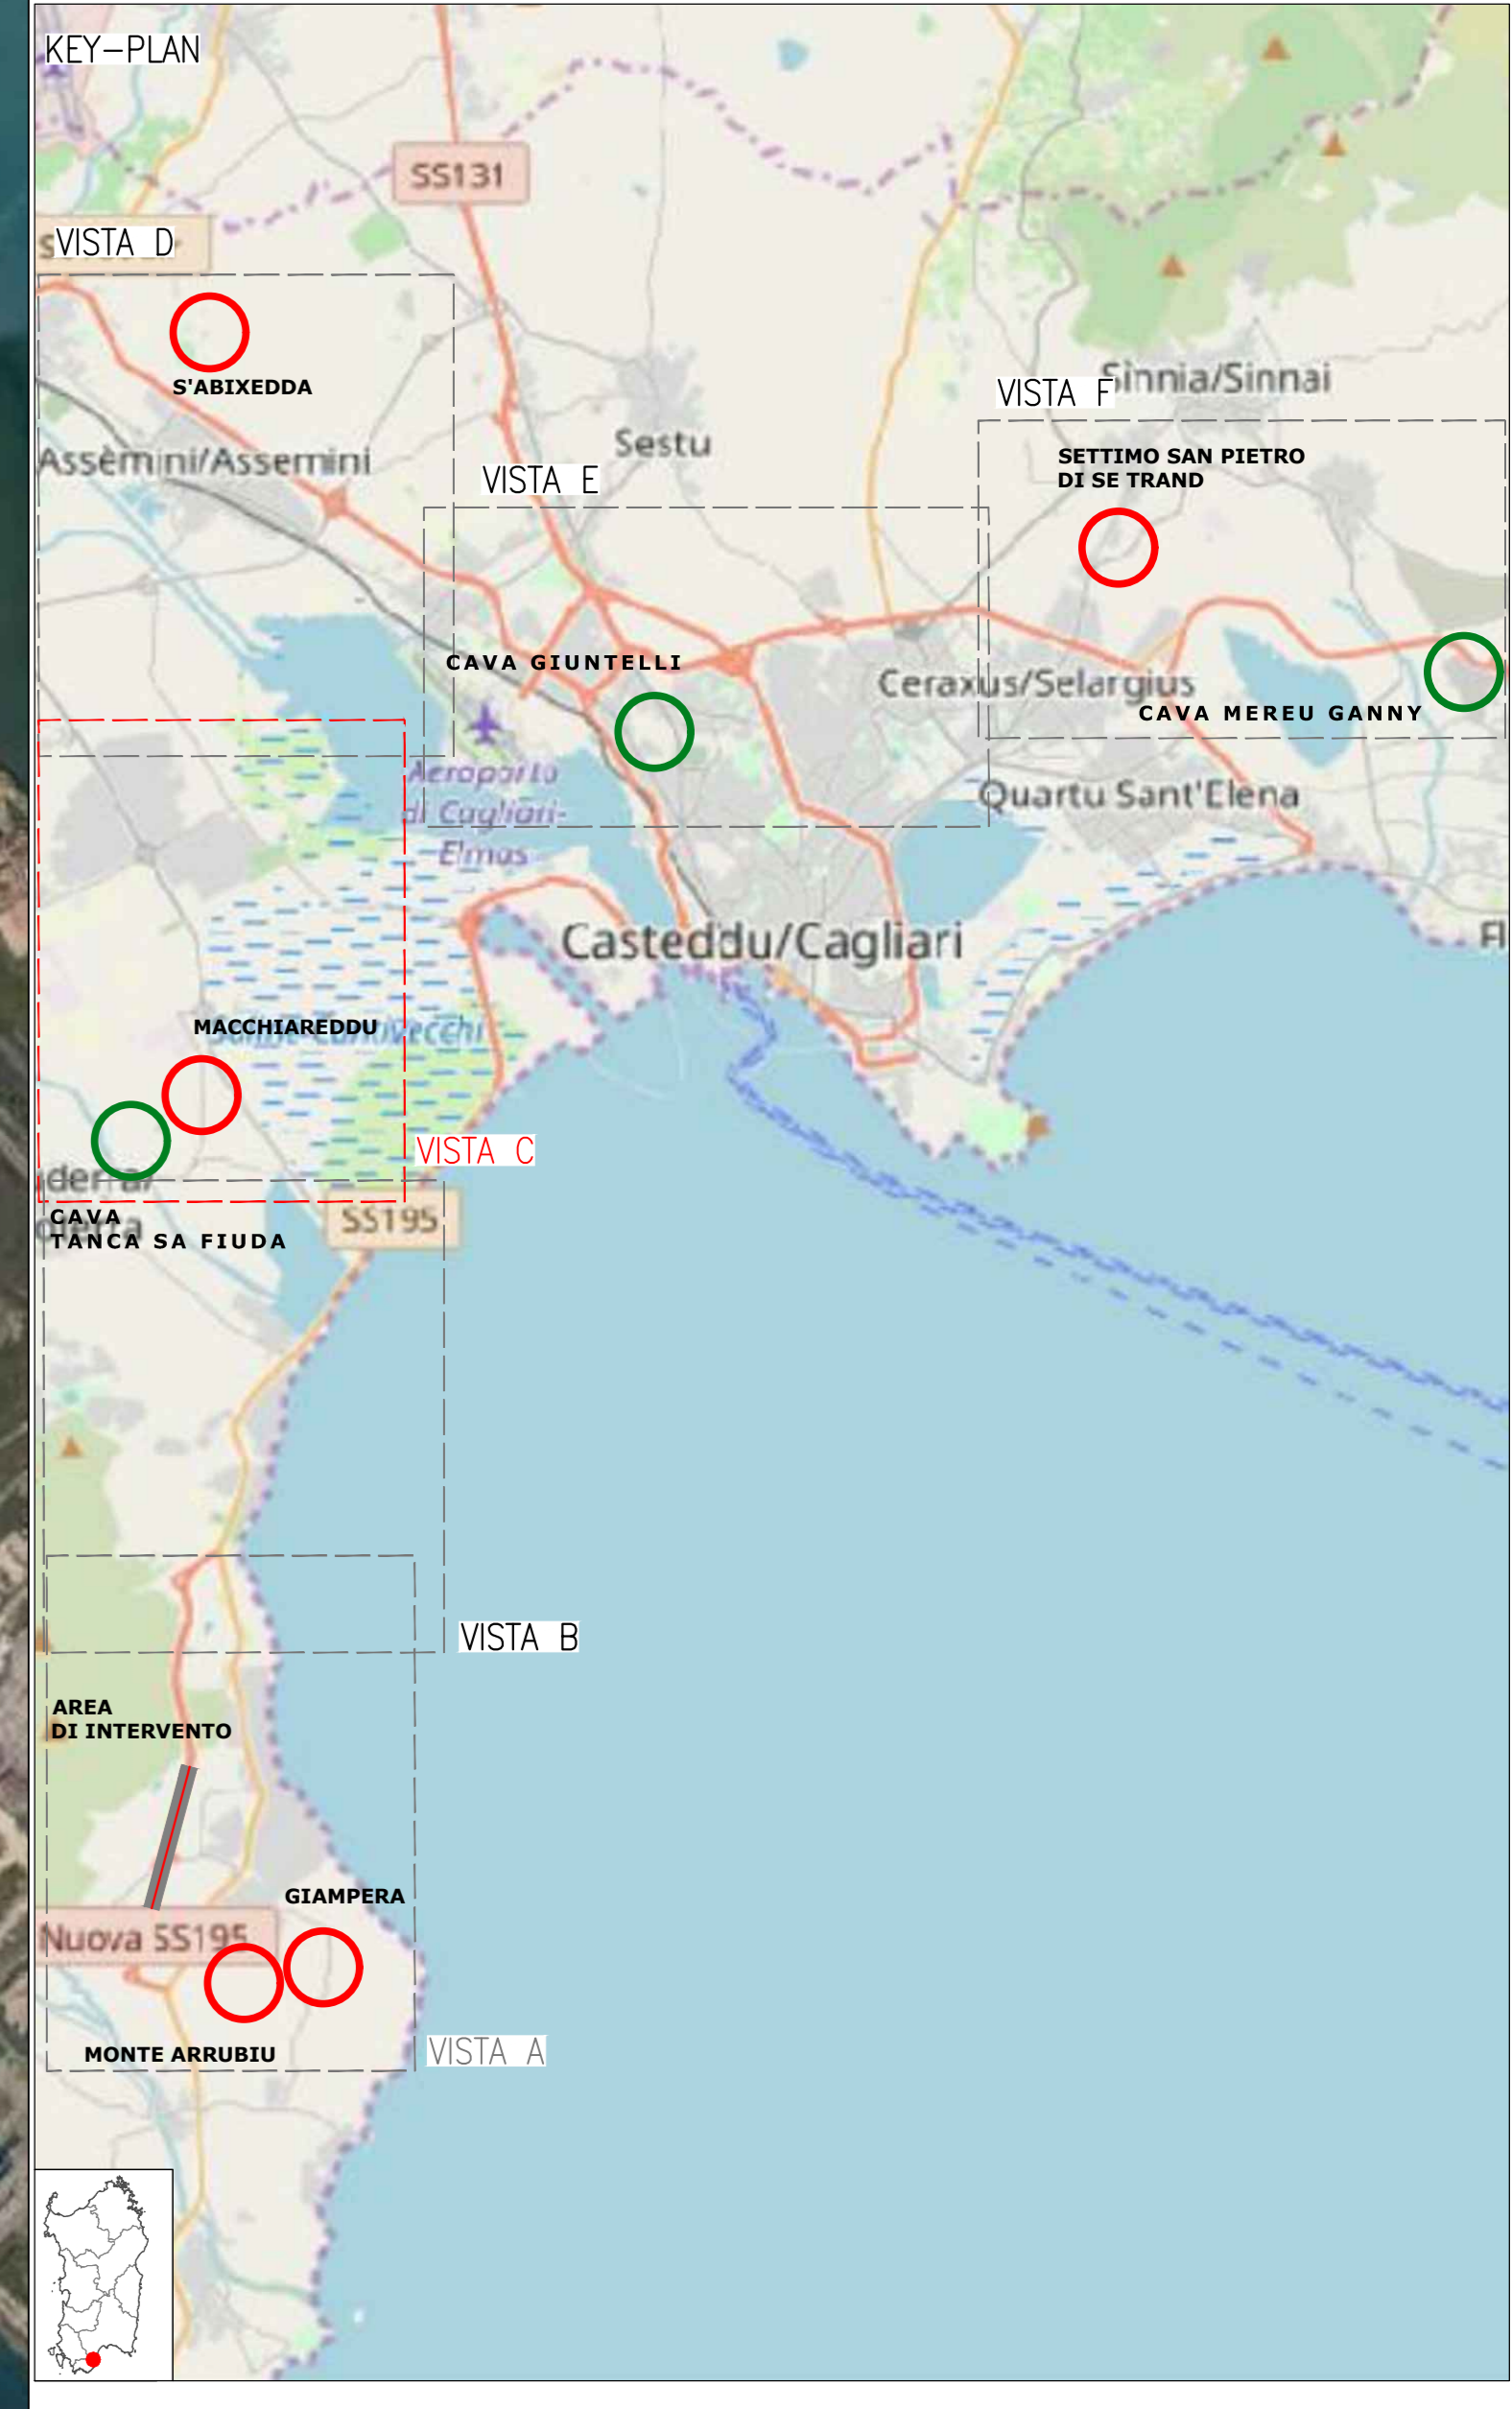 KEY-PLAN
SS131
VISTA D
S'ABIXEDDA
Sìnnia/Sinnai
VISTA F
Sestu
SETTIMO SAN PIETRO
DI SE TRAND
Assèmini/Assemini
VISTA E
CAVA GIUNTELLI
Ceraxus/Selargius
CAVA MEREU GANNY
Aeroporto
di Cagliari-
Elmas
Quartu Sant'Elena
Casteddu/Cagliari
Fl
MACCHIAREDDU
VISTA C
CAVA
TANCA SA FIUDA
SS195
VISTA B
AREA
DI INTERVENTO
GIAMPERA
Nuova SS195
MONTE ARRUBIU
VISTA A